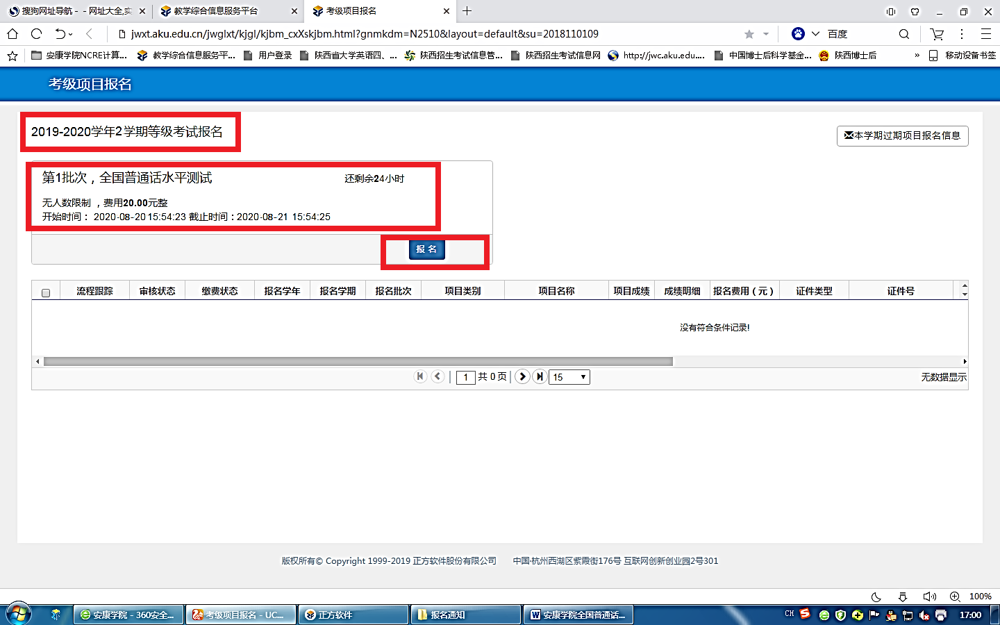 搜狗网址导航 - - 网址大全,实
教学综合信息服务平台
考级项目报名
jwxt.aku.edu.cn/jwglxt/kjgl/kjbm_cxXskjbm.html?gnmkdm=N2510&layout=default&su=2018110109
百度
安康学院NCRE计算... 教学综合信息服务平... 用户登录 陕西省大学英语四、... 陕西招生考试信息管... 陕西招生考试信息网 http://jwc.aku.edu.... 中国博士后科学基金... 陕西博士后 » 移动设备书签
考级项目报名
2019-2020学年2学期等级考试报名
本学期过期项目报名信息
第1批次，全国普通话水平测试 还剩余24小时
无人数限制 ，费用20.00元整
开始时间： 2020-08-20 15:54:23 截止时间：2020-08-21 15:54:25
报 名
流程跟踪 审核状态 缴费状态 报名学年 报名学期 报名批次 项目类别 项目名称 项目成绩 成绩明细 报名费用（元） 证件类型 证件号
没有符合条件记录!
1 共 0 页 15 无数据显示
版权所有© Copyright 1999-2019 正方软件股份有限公司 中国·杭州西湖区紫霞街176号 互联网创新创业园2号301
100%
安康学院 - 360安全... 考级项目报名 - UC... 正方软件 报名通知 安康学院全国普通话... CH 17:00